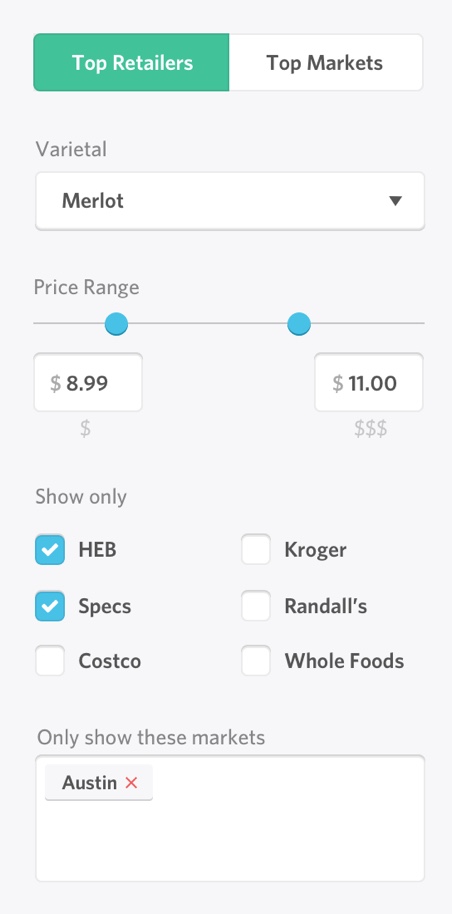 Top Retailers Top Markets
Varietal
Merlot
Price Range
$ 8.99 $ 11.00
$ $$$
Show only
HEB Kroger
Specs Randall’s
Costco Whole Foods
Only show these markets
Austin ×